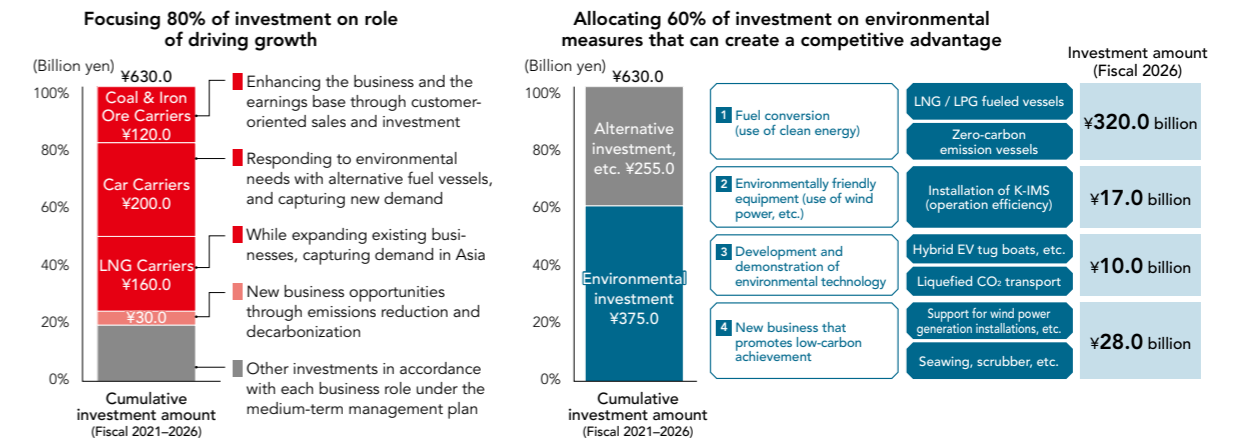 Focusing 80% of investment on role
of driving growth
(Billion yen)
¥630.0
100%
80%
60%
40%
20%
0%
Coal & Iron
Ore Carriers
¥120.0
Car Carriers
¥200.0
LNG Carriers
¥160.0
¥30.0
Enhancing the business and the
earnings base through customer-
oriented sales and investment
Responding to environmental
needs with alternative fuel vessels,
and capturing new demand
While expanding existing busi-
nesses, capturing demand in Asia
New business opportunities
through emissions reduction and
decarbonization
Other investments in accordance
with each business role under the
medium-term management plan
Cumulative
investment amount
(Fiscal 2021–2026)
Allocating 60% of investment on environmental
measures that can create a competitive advantage
(Billion yen)
¥630.0
100%
80%
60%
40%
20%
0%
Alternative
investment,
etc. ¥255.0
Environmental
investment
¥375.0
Cumulative
investment amount
(Fiscal 2021–2026)
Investment amount
(Fiscal 2026)
1 Fuel conversion
(use of clean energy)
LNG / LPG fueled vessels
Zero-carbon
emission vessels
¥320.0 billion
2 Environmentally friendly
equipment (use of wind
power, etc.)
Installation of K-IMS
(operation efficiency)
¥17.0 billion
3 Development and
demonstration of
environmental technology
Hybrid EV tug boats, etc.
Liquefied CO₂ transport
¥10.0 billion
4 New business that
promotes low-carbon
achievement
Support for wind power
generation installations, etc.
Seawing, scrubber, etc.
¥28.0 billion